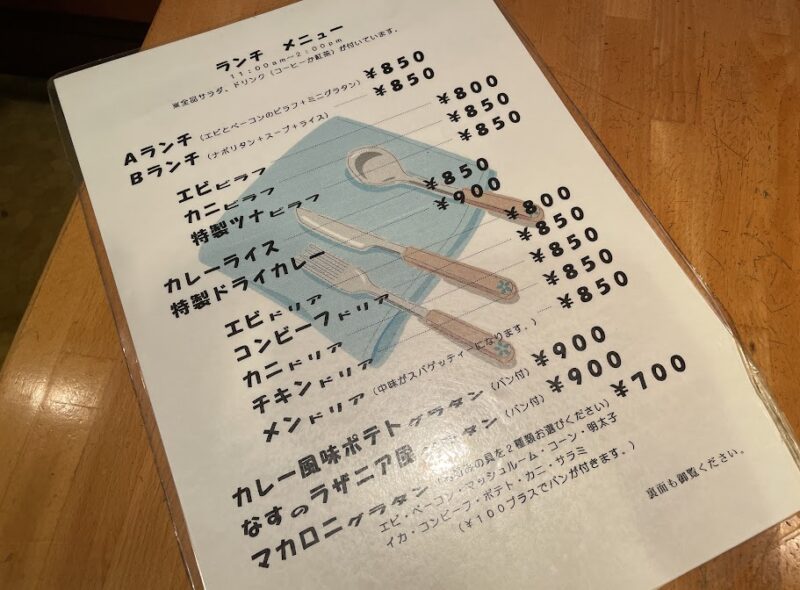 ランチ メニュー
11:00am~2:00pm
東全品サラダ、ドリンク(コーヒーか紅茶)が付いています。
Aランチ(エビとベーコンのピラフ+ミニグラタン) ¥850
Bランチ(ナポリタン+スープ+ライス) ¥850
エビピラフ ¥800
カニピラフ ¥850
特製ツナピラフ ¥850
カレーライス ¥850
特製ドライカレー ¥900
エビドリア ¥800
コンビーフドリア ¥850
カニドリア ¥850
チキンドリア ¥850
メンドリア(中味がスパゲッティーになります。) ¥850
カレー風味ポテトグラタン(パン付) ¥900
なすのラザニア風 タン(パン付) ¥900
マカロニグラタン の具を2種類お選びください) ¥700
エビ・ベーコン・マッシュルーム・コーン・明太子
イカ・コンビーフ・ポテト・カニ・サラミ
(¥100プラスでパンが付きます。)
裏面も御覧ください。